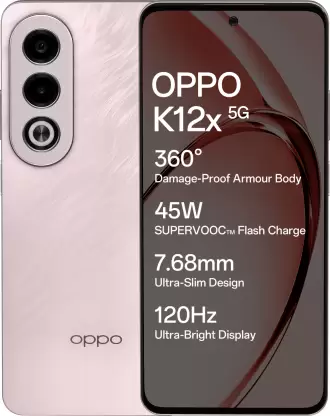 OPPO
K12x 5G
360°
Damage-Proof Armour Body
45W
SUPERVOOC™ Flash Charge
7.68mm
Ultra-Slim Design
120Hz
Ultra-Bright Display
oppo